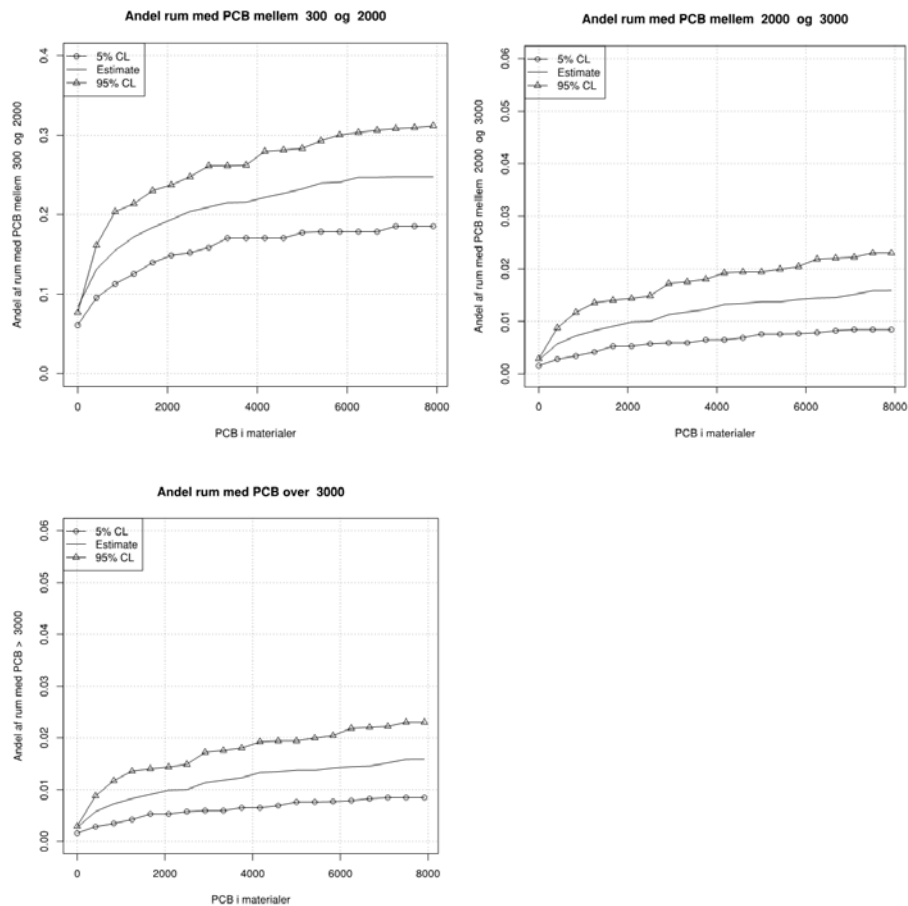 Andel rum med PCB mellem 300 og 2000
5% CL
Estimate
95% CL
Andel af rum med PCB mellem 300 og 2000
0.0
0.1
0.2
0.3
0.4
0
2000
4000
6000
8000
PCB i materialer
Andel rum med PCB mellem 2000 og 3000
5% CL
Estimate
95% CL
Andel af rum med PCB mellem 2000 og 3000
0.00
0.01
0.02
0.03
0.04
0.05
0.06
0
2000
4000
6000
8000
PCB i materialer
Andel rum med PCB over 3000
5% CL
Estimate
95% CL
Andel af rum med PCB > 3000
0.00
0.01
0.02
0.03
0.04
0.05
0.06
0
2000
4000
6000
8000
PCB i materialer